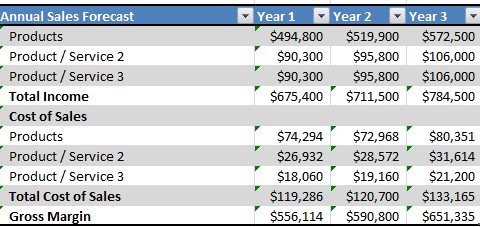 Annual Sales Forecast Year 1 Year 2 Year 3
Products $494,800 $519,900 $572,500
Product / Service 2 $90,300 $95,800 $106,000
Product / Service 3 $90,300 $95,800 $106,000
Total Income $675,400 $711,500 $784,500
Cost of Sales
Products $74,294 $72,968 $80,351
Product / Service 2 $26,932 $28,572 $31,614
Product / Service 3 $18,060 $19,160 $21,200
Total Cost of Sales $119,286 $120,700 $133,165
Gross Margin $556,114 $590,800 $651,335